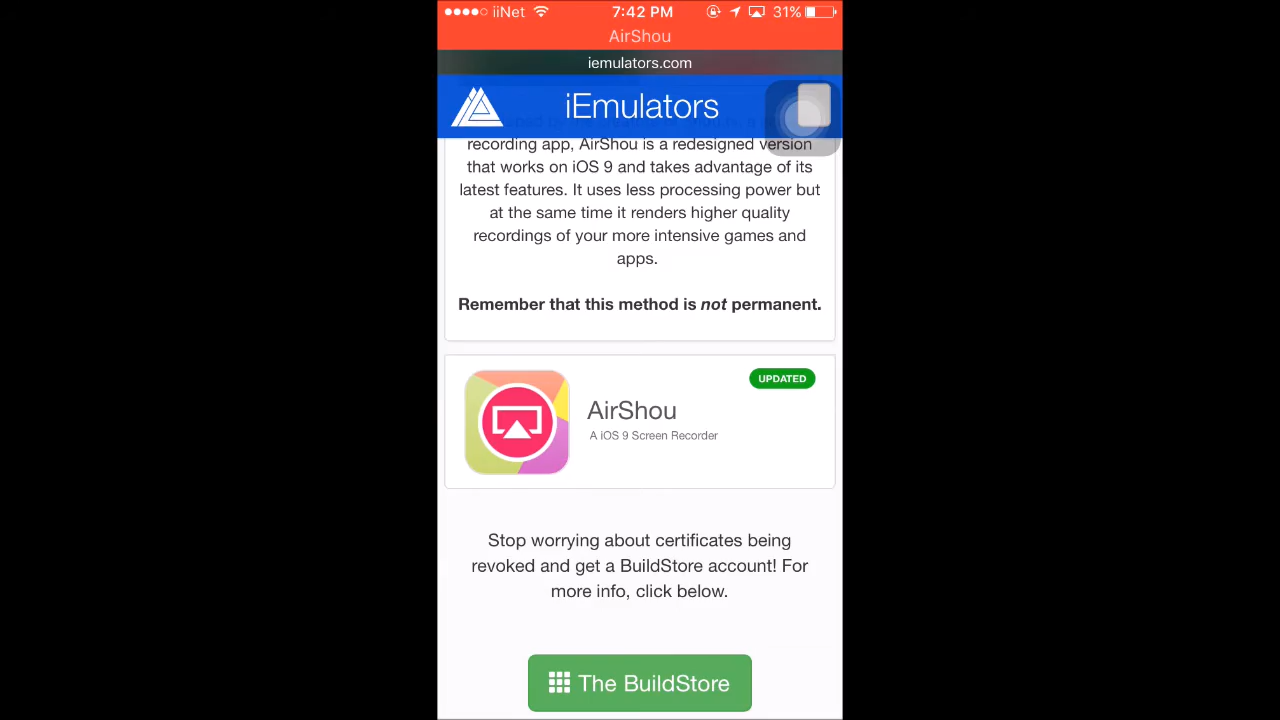 iiNet 7:42 PM 31%
AirShou
iemulators.com
iEmulators
recording app, AirShou is a redesigned version
that works on iOS 9 and takes advantage of its
latest features. It uses less processing power but
at the same time it renders higher quality
recordings of your more intensive games and
apps.
Remember that this method is not permanent.
UPDATED
AirShou
A iOS 9 Screen Recorder
Stop worrying about certificates being
revoked and get a BuildStore account! For
more info, click below.
The BuildStore